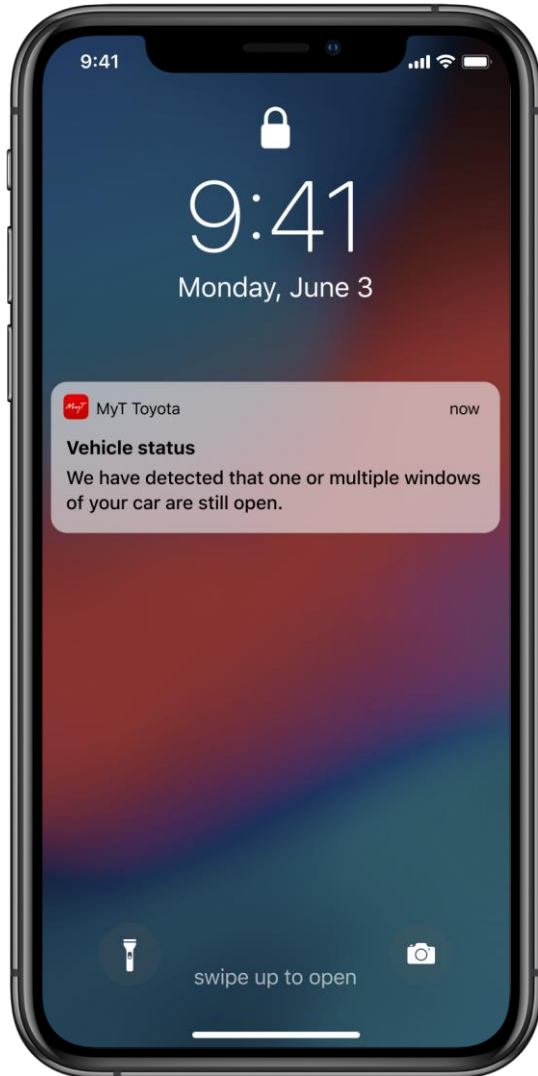 9:41
9:41
Monday, June 3
MyT MyT Toyota now
Vehicle status
We have detected that one or multiple windows
of your car are still open.
swipe up to open